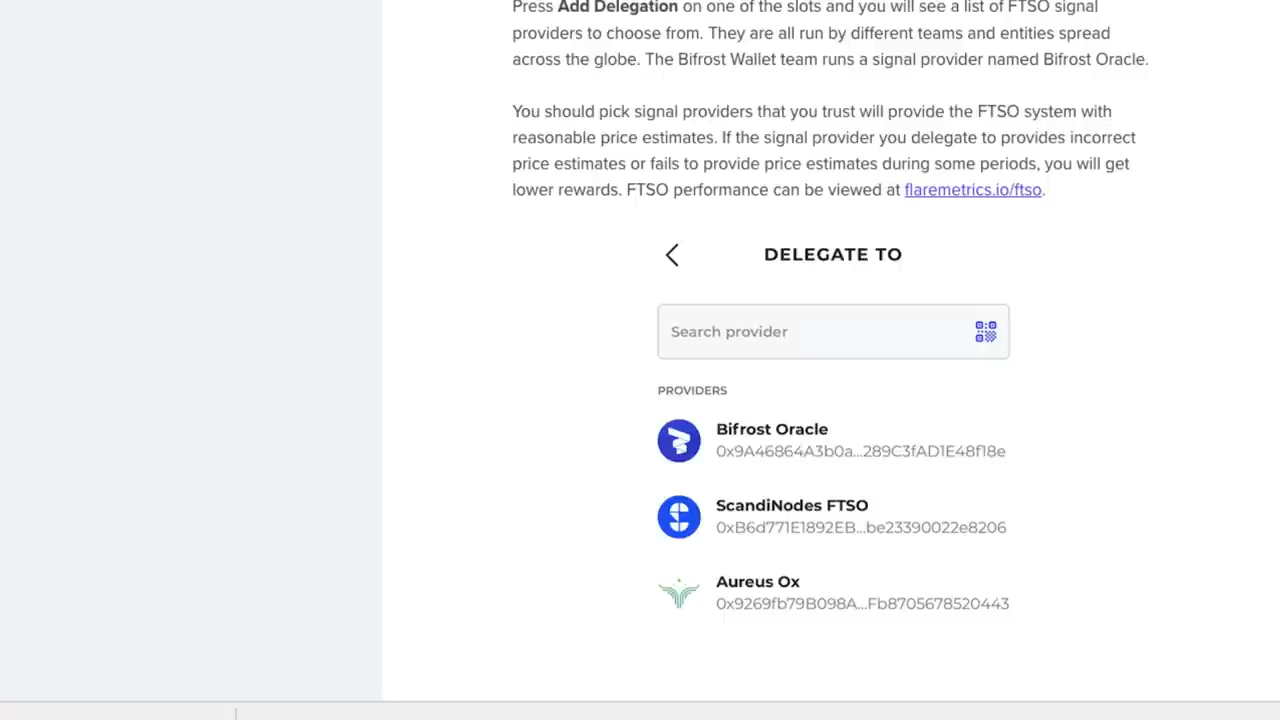 Press Add Delegation on one of the slots and you will see a list of FTSO signal
providers to choose from. They are all run by different teams and entities spread
across the globe. The Bifrost Wallet team runs a signal provider named Bifrost Oracle.
You should pick signal providers that you trust will provide the FTSO system with
reasonable price estimates. If the signal provider you delegate to provides incorrect
price estimates or fails to provide price estimates during some periods, you will get
lower rewards. FTSO performance can be viewed at flaremetrics.io/ftso.
DELEGATE TO
Search provider
PROVIDERS
Bifrost Oracle
0x9A46864A3b0a...289C3fAD1E48f18e
ScandiNodes FTSO
0xB6d771E1892EB...be23390022e8206
Aureus Ox
0x9269fb79B098A...Fb8705678520443